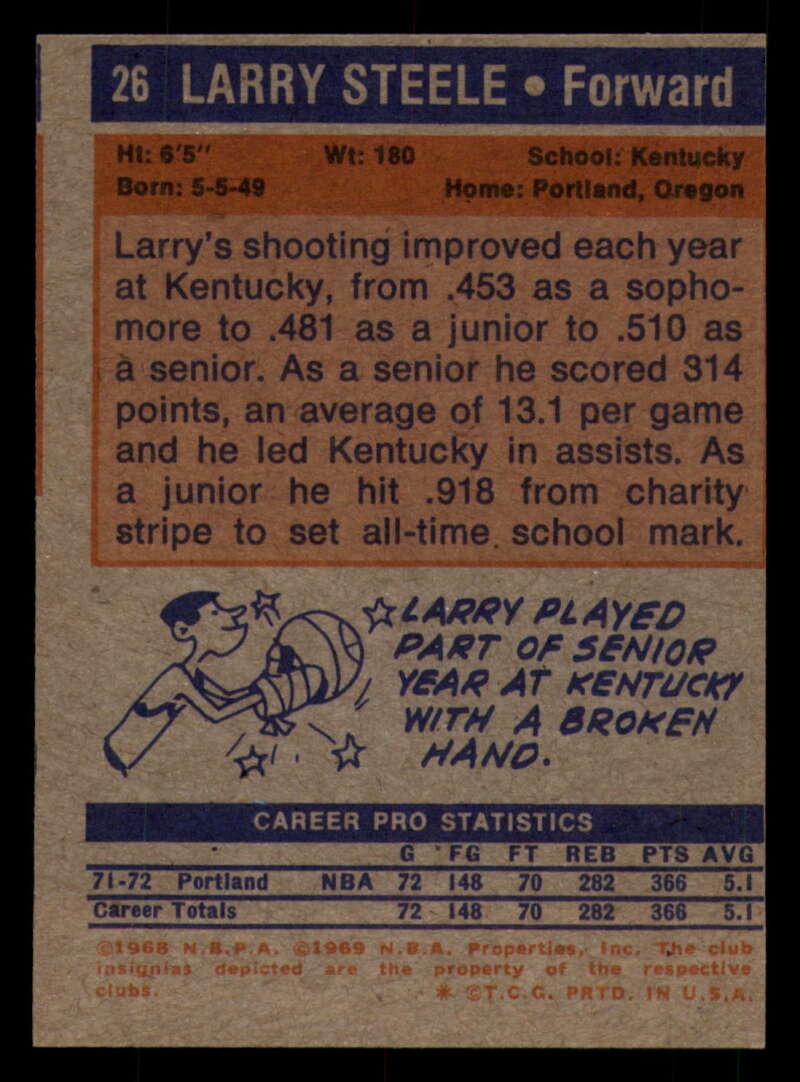 26 LARRY STEELE • Forward
Ht: 6'5" Wt: 180 School: Kentucky
Born: 5-5-49 Home: Portland, Oregon
Larry's shooting improved each year
at Kentucky, from .453 as a sopho-
more to .481 as a junior to .510 as
a senior. As a senior he scored 314
points, an average of 13.1 per game
and he led Kentucky in assists. As
a junior he hit .918 from charity
stripe to set all-time school mark.
LARRY PLAYED
PART OF SENIOR
YEAR AT KENTUCKY
WITH A BROKEN
HAND.
CAREER PRO STATISTICS
G FG FT REB PTS AVG
71-72 Portland NBA 72 148 70 282 366 5.1
Career Totals 72 148 70 282 366 5.1
©1968 N.B.P.A. ©1969 N.B.A. Properties, Inc. The club
insignias depicted are the property of the respective
clubs. * ©T.C.G. PRTD. IN U.S.A.